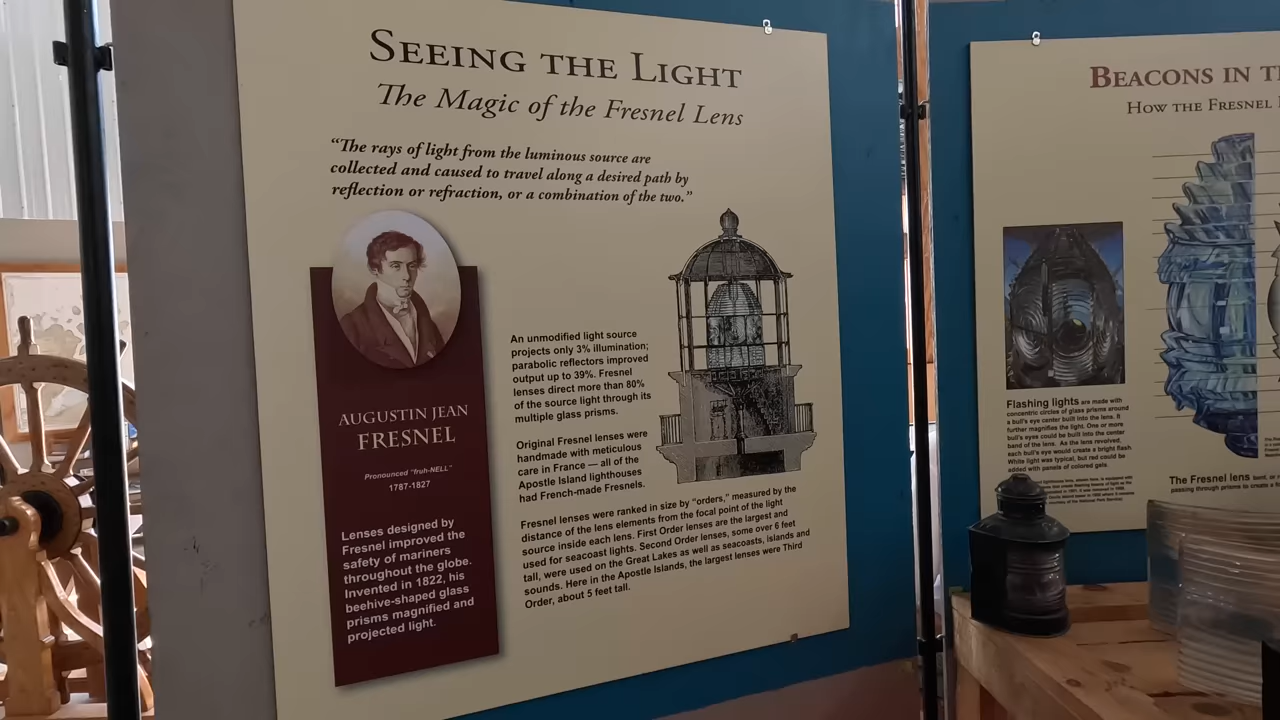 SEEING THE LIGHT
The Magic of the Fresnel Lens
“The rays of light from the luminous source are
collected and caused to travel along a desired path by
reflection or refraction, or a combination of the two.”
AUGUSTIN JEAN
FRESNEL
Pronounced “fruh-NELL”
1787-1827
Lenses designed by
Fresnel improved the
safety of mariners
throughout the globe.
Invented in 1822, his
beehive-shaped glass
prisms magnified and
projected light.
An unmodified light source
projects only 3% illumination;
parabolic reflectors improved
output up to 39%. Fresnel
lenses direct more than 80%
of the source light through its
multiple glass prisms.
Original Fresnel lenses were
handmade with meticulous
care in France — all of the
Apostle Island lighthouses
had French-made Fresnels.
Fresnel lenses were ranked in size by “orders,” measured by the
distance of the lens elements from the focal point of the light
source inside each lens. First Order lenses are the largest and
used for seacoast lights. Second Order lenses, some over 6 feet
tall, were used on the Great Lakes as well as seacoasts, islands and
sounds. Here in the Apostle Islands, the largest lenses were Third
Order, about 5 feet tall.
BEACONS IN
HOW THE FRESNEL
Flashing lights are made with
concentric circles of glass prisms around
a bull's eye center built into the lens. It
further magnifies the light. One or more
bull's eyes could be built into the center
band of the lens. As the lens revolved,
each bull's eye would create a bright flash.
White light was typical, but red could be
added with panels of colored gels.
The Fresnel lens
passing through prisms to create a